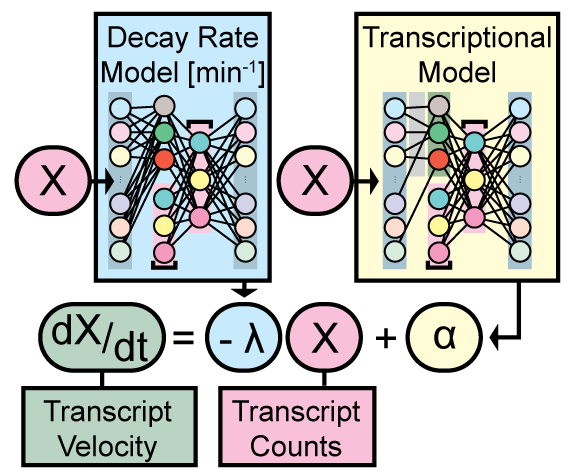 Decay Rate
Model [min⁻¹]
Transcriptional
Model
X
X
dX/dt = - λ X + α
Transcript
Velocity
Transcript
Counts